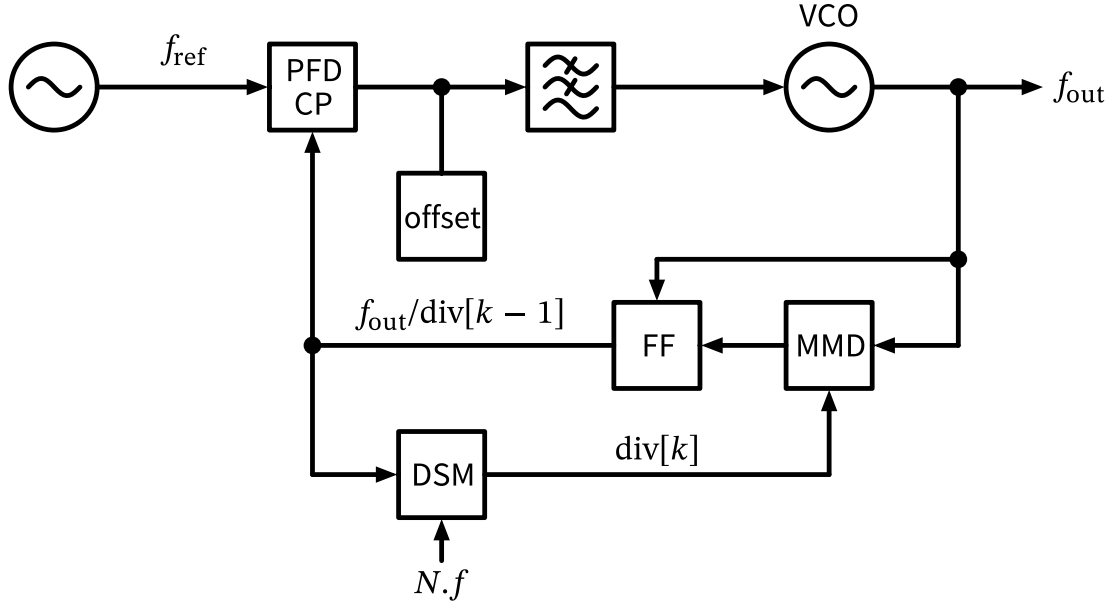 VCO
f_ref
PFD
CP
f_out
offset
f_out/div[k − 1]
FF
MMD
div[k]
DSM
N.f